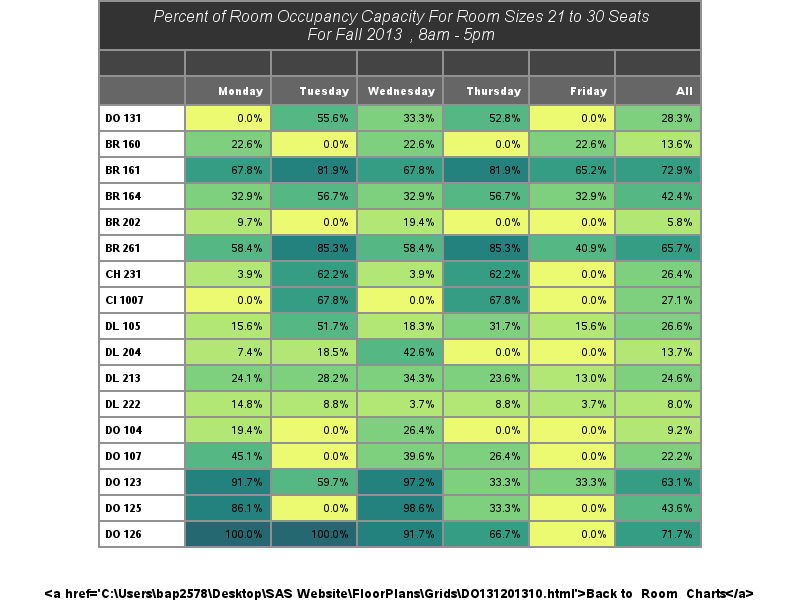 Percent of Room Occupancy Capacity For Room Sizes 21 to 30 Seats
For Fall 2013 , 8am - 5pm
Monday Tuesday Wednesday Thursday Friday All
DO 131 0.0% 55.6% 33.3% 52.8% 0.0% 28.3%
BR 160 22.6% 0.0% 22.6% 0.0% 22.6% 13.6%
BR 161 67.8% 81.9% 67.8% 81.9% 65.2% 72.9%
BR 164 32.9% 56.7% 32.9% 56.7% 32.9% 42.4%
BR 202 9.7% 0.0% 19.4% 0.0% 0.0% 5.8%
BR 261 58.4% 85.3% 58.4% 85.3% 40.9% 65.7%
CH 231 3.9% 62.2% 3.9% 62.2% 0.0% 26.4%
CI 1007 0.0% 67.8% 0.0% 67.8% 0.0% 27.1%
DL 105 15.6% 51.7% 18.3% 31.7% 15.6% 26.6%
DL 204 7.4% 18.5% 42.6% 0.0% 0.0% 13.7%
DL 213 24.1% 28.2% 34.3% 23.6% 13.0% 24.6%
DL 222 14.8% 8.8% 3.7% 8.8% 3.7% 8.0%
DO 104 19.4% 0.0% 26.4% 0.0% 0.0% 9.2%
DO 107 45.1% 0.0% 39.6% 26.4% 0.0% 22.2%
DO 123 91.7% 59.7% 97.2% 33.3% 33.3% 63.1%
DO 125 86.1% 0.0% 98.6% 33.3% 0.0% 43.6%
DO 126 100.0% 100.0% 91.7% 66.7% 0.0% 71.7%
<a href='C:\Users\bap2578\Desktop\SAS Website\FloorPlans\Grids\DO131201310.html'>Back to Room Charts</a>